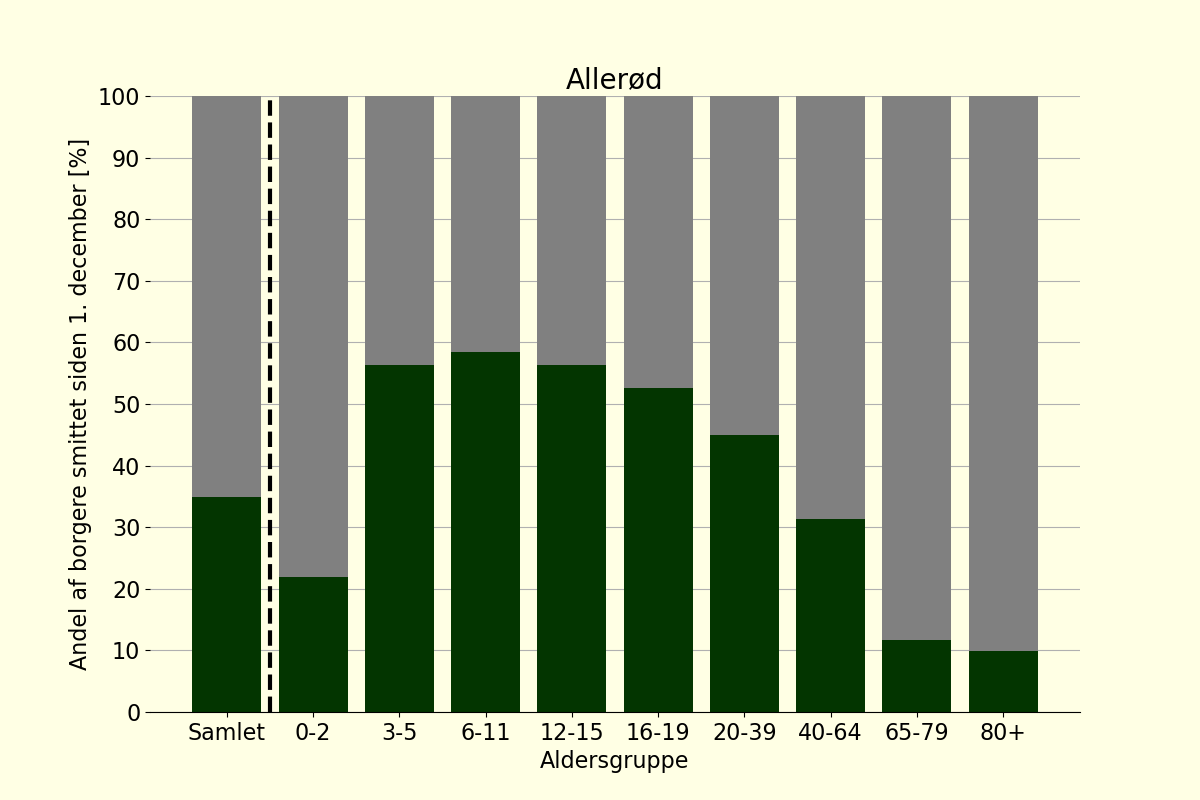 Allerød
Andel af borgere smittet siden 1. december [%]
100
90
80
70
60
50
40
30
20
10
0
Samlet 0-2 3-5 6-11 12-15 16-19 20-39 40-64 65-79 80+
Aldersgruppe